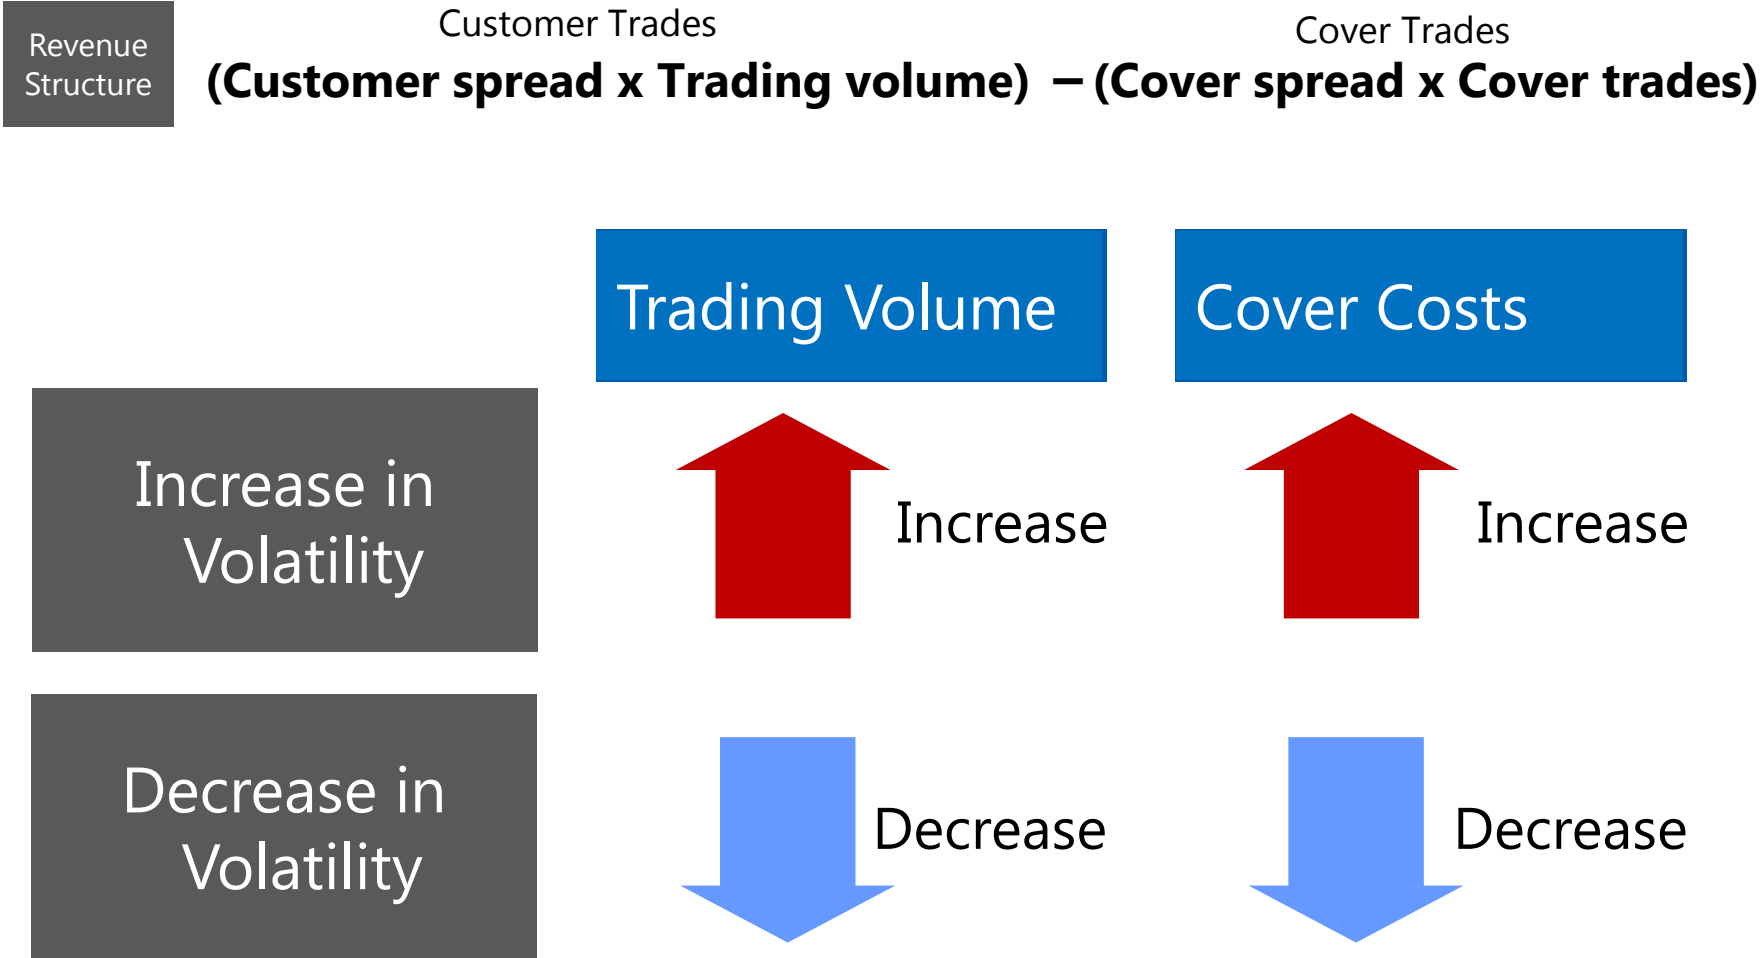 Revenue
Structure
Customer Trades
Cover Trades
(Customer spread x Trading volume) －(Cover spread x Cover trades)
Trading Volume
Cover Costs
Increase in
Volatility
Increase
Increase
Decrease in
Volatility
Decrease
Decrease